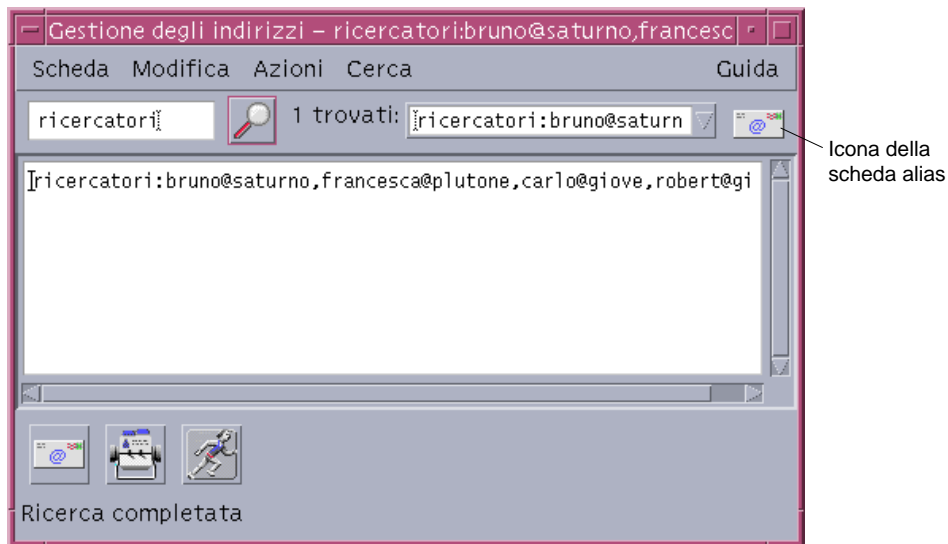 Gestione degli indirizzi – ricercatori:bruno@saturno,francesc
Scheda Modifica Azioni Cerca Guida
ricercatori 1 trovati: ricercatori:bruno@saturn
@
Icona della
scheda alias
ricercatori:bruno@saturno,francesca@plutone,carlo@giove,robert@gi
@
Ricerca completata